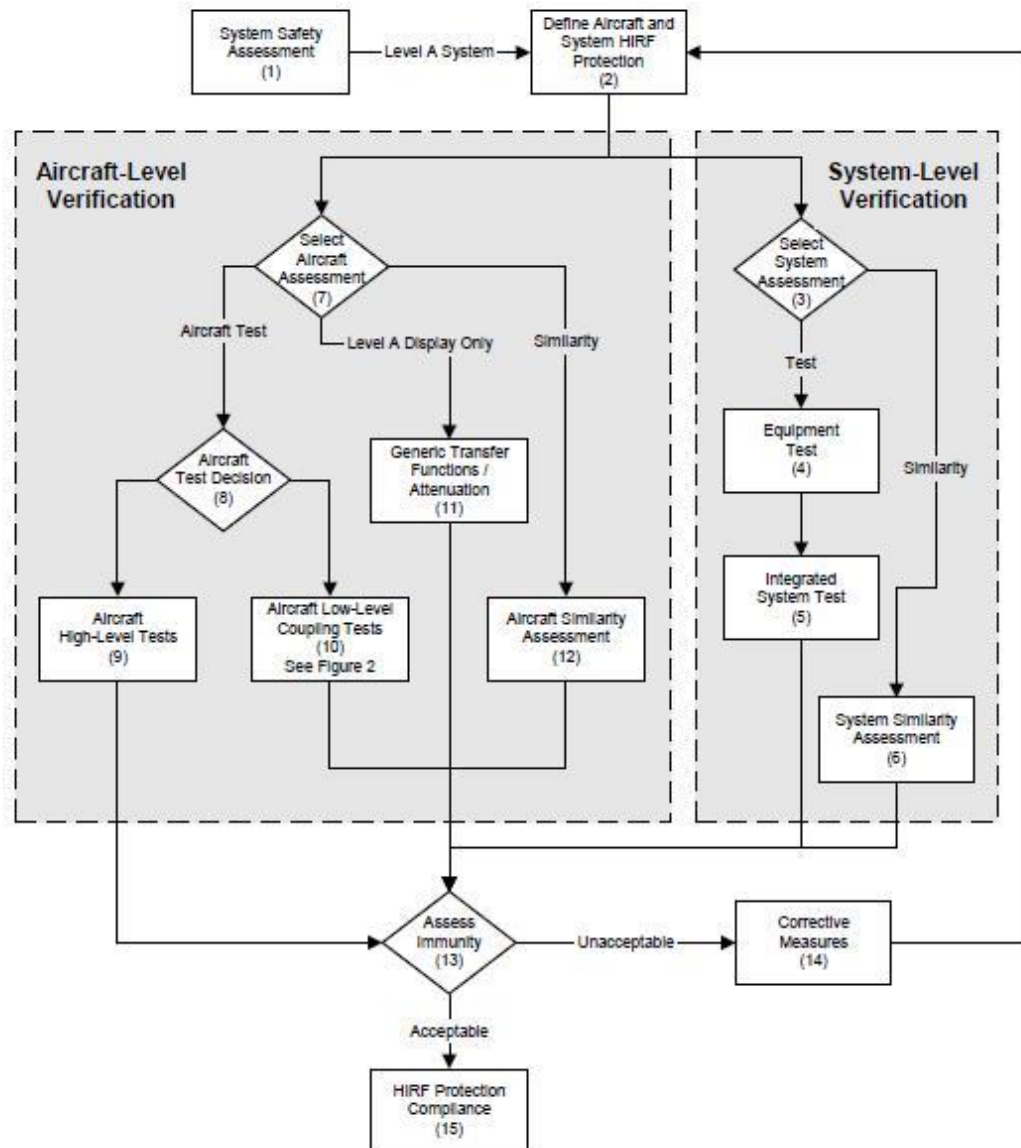 System Safety
Assessment
(1)
Level A System
Define Aircraft and
System HIRF
Protection
(2)
Aircraft-Level
Verification
System-Level
Verification
Select
Aircraft
Assessment
(7)
Select
System
Assessment
(3)
Aircraft Test
Level A Display Only
Similarity
Test
Aircraft
Test Decision
(8)
Generic Transfer
Functions /
Attenuation
(11)
Equipment
Test
(4)
Similarity
Aircraft
High-Level Tests
(9)
Aircraft Low-Level
Coupling Tests
(10)
See Figure 2
Aircraft Similarity
Assessment
(12)
Integrated
System Test
(5)
System Similarity
Assessment
(6)
Assess
Immunity
(13)
Unacceptable
Corrective
Measures
(14)
Acceptable
HIRF Protection
Compliance
(15)